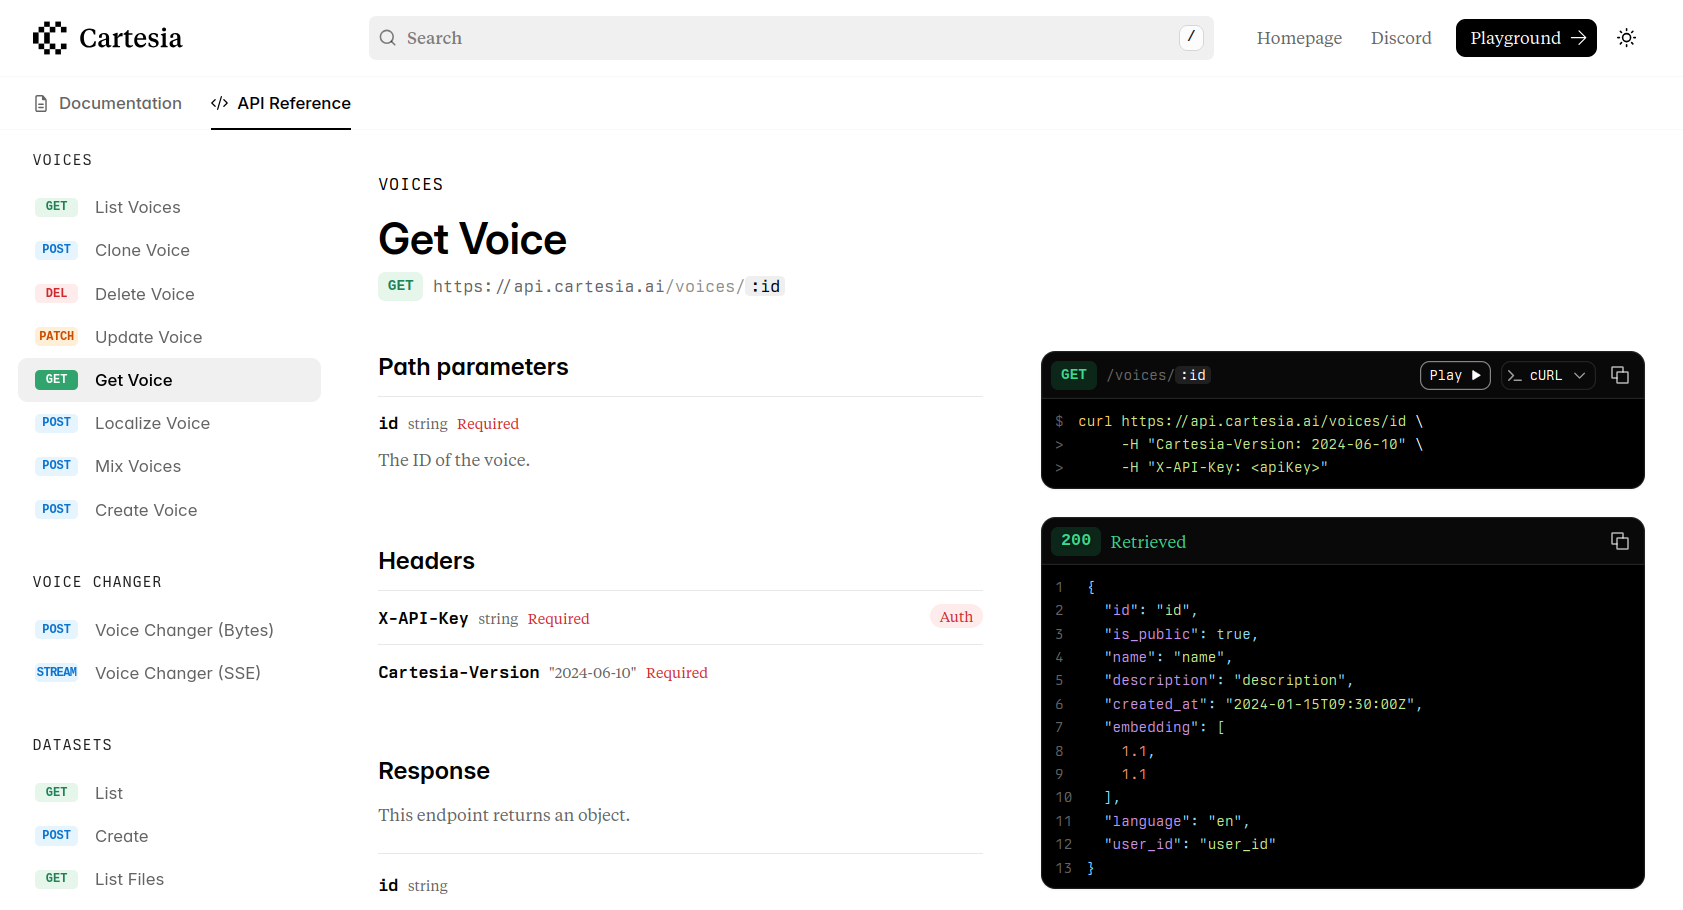 Cartesia
Search
/
Homepage
Discord
Playground
Documentation
</> API Reference
VOICES
GET List Voices
POST Clone Voice
DEL Delete Voice
PATCH Update Voice
GET Get Voice
POST Localize Voice
POST Mix Voices
POST Create Voice
VOICE CHANGER
POST Voice Changer (Bytes)
STREAM Voice Changer (SSE)
DATASETS
GET List
POST Create
GET List Files
VOICES
Get Voice
GET https://api.cartesia.ai/voices/:id
Path parameters
id string Required
The ID of the voice.
Headers
X-API-Key string Required Auth
Cartesia-Version "2024-06-10" Required
Response
This endpoint returns an object.
id string
GET /voices/:id Play cURL
$ curl https://api.cartesia.ai/voices/id \
> -H "Cartesia-Version: 2024-06-10" \
> -H "X-API-Key: <apiKey>"
200 Retrieved
1 {
2 "id": "id",
3 "is_public": true,
4 "name": "name",
5 "description": "description",
6 "created_at": "2024-01-15T09:30:00Z",
7 "embedding": [
8 1.1,
9 1.1
10 ],
11 "language": "en",
12 "user_id": "user_id"
13 }